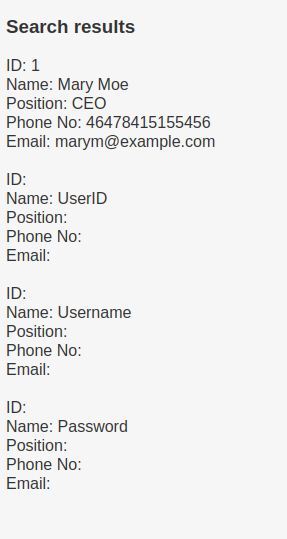 Search results
ID: 1
Name: Mary Moe
Position: CEO
Phone No: 46478415155456
Email: marym@example.com
ID:
Name: UserID
Position:
Phone No:
Email:
ID:
Name: Username
Position:
Phone No:
Email:
ID:
Name: Password
Position:
Phone No:
Email: